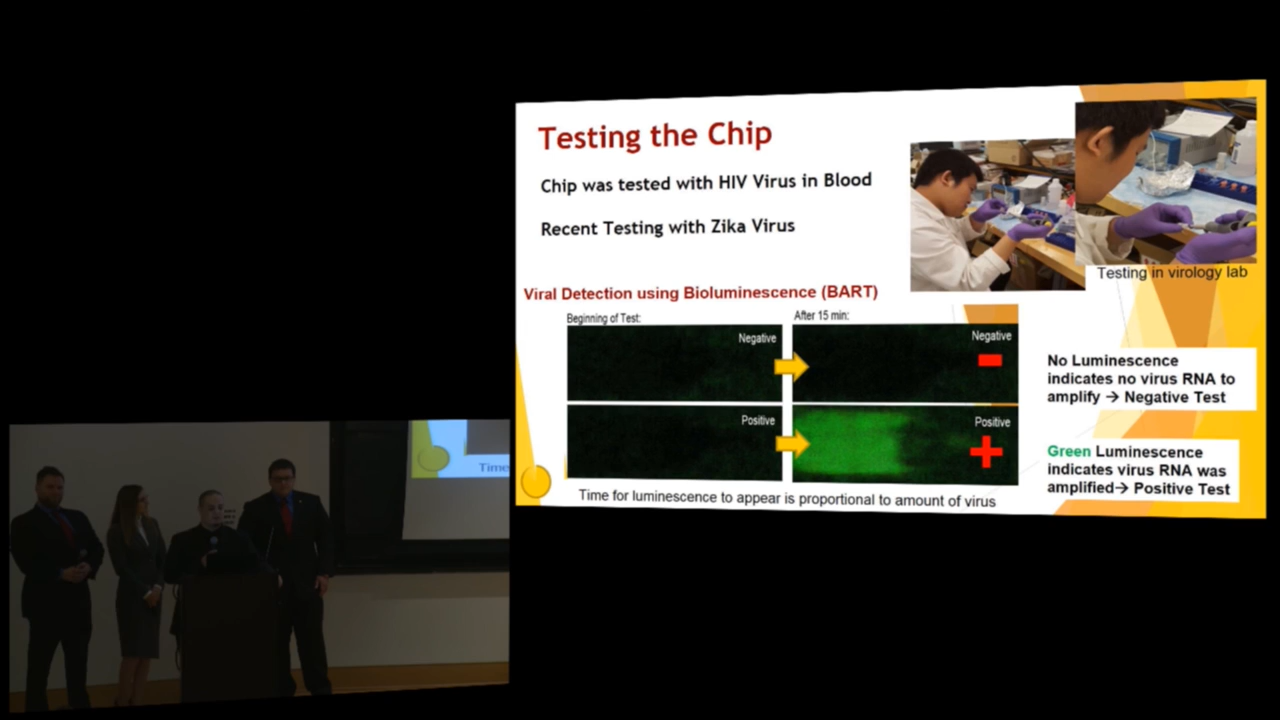 Testing the Chip
Chip was tested with HIV Virus in Blood
Recent Testing with Zika Virus
Testing in virology lab
Viral Detection using Bioluminescence (BART)
Beginning of Test:
After 15 min:
Negative
Negative
Positive
Positive
No Luminescence
indicates no virus RNA to
amplify → Negative Test
Green Luminescence
indicates virus RNA was
amplified→ Positive Test
Time for luminescence to appear is proportional to amount of virus
Time